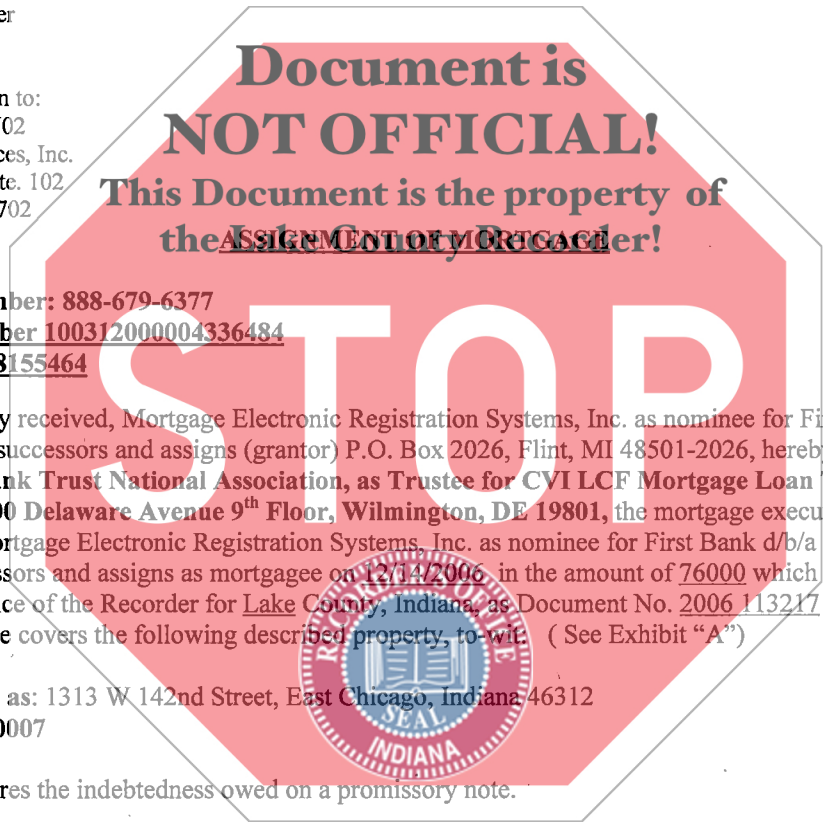 er
Document is
n to:
02
NOT OFFICIAL!
ces, Inc.
te. 102
This Document is the property of
702
the Lake County Recorder!
ASSIGNMENT OF MORTGAGE
nber: 888-679-6377
ber 100312000004336484
8155464
STOP
y received, Mortgage Electronic Registration Systems, Inc. as nominee for Fi
successors and assigns (grantor) P.O. Box 2026, Flint, MI 48501-2026, hereb
nk Trust National Association, as Trustee for CVI LCF Mortgage Loan
00 Delaware Avenue 9th Floor, Wilmington, DE 19801, the mortgage execu
ortgage Electronic Registration Systems, Inc. as nominee for First Bank d/b/a
ssors and assigns as mortgagee on 12/14/2006 in the amount of 76000 which
ce of the Recorder for Lake County, Indiana, as Document No. 2006 113217
e covers the following described property, to-wit: ( See Exhibit “A”)
RECORDER'S OFFICE
SEAL
INDIANA
as: 1313 W 142nd Street, East Chicago, Indiana 46312
0007
res the indebtedness owed on a promissory note.